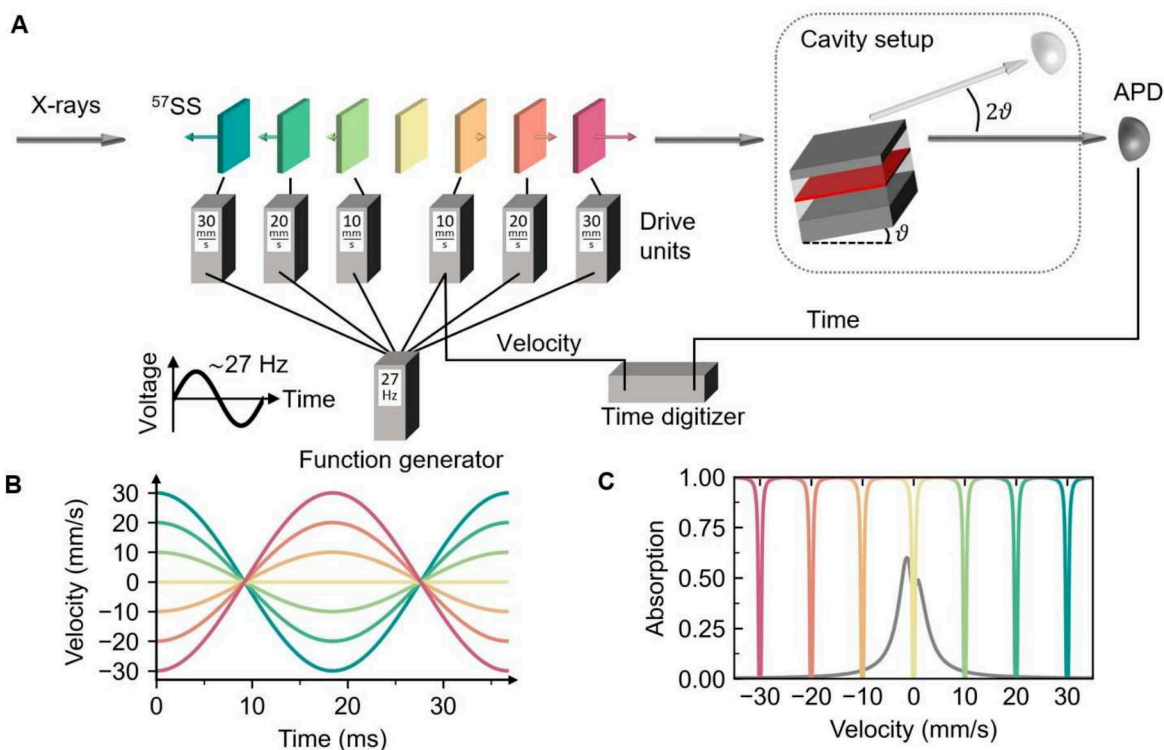 A
X-rays
⁵⁷SS
Cavity setup
2ϑ
APD
ϑ
30 mm/s
20 mm/s
10 mm/s
10 mm/s
20 mm/s
30 mm/s
Drive
units
Velocity
Time
~27 Hz
Voltage
Time
27
Hz
Function generator
Time digitizer
B
Velocity (mm/s)
30
20
10
0
−10
−20
−30
0 10 20 30
Time (ms)
C
Absorption
1.00
0.75
0.50
0.25
0.00
−30 −20 −10 0 10 20 30
Velocity (mm/s)